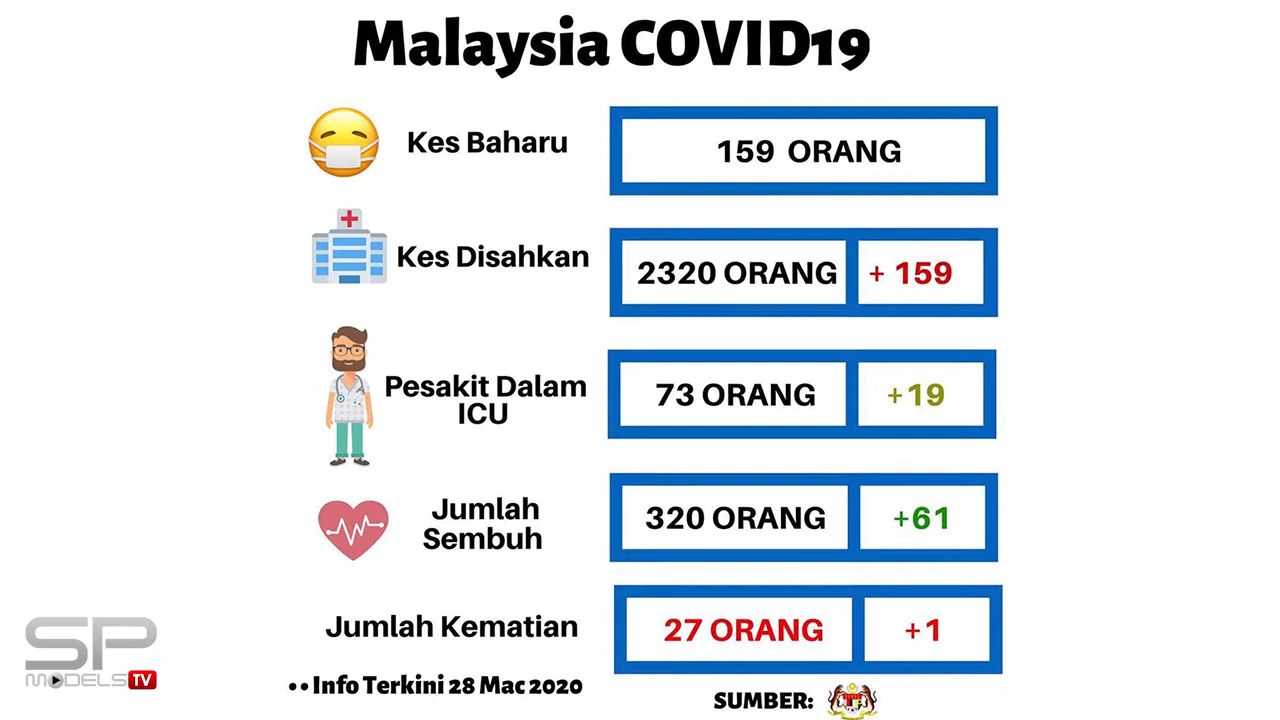 Malaysia COVID19
Kes Baharu
159 ORANG
Kes Disahkan
2320 ORANG
+ 159
Pesakit Dalam
ICU
73 ORANG
+19
Jumlah
Sembuh
320 ORANG
+61
Jumlah Kematian
27 ORANG
+1
••Info Terkini 28 Mac 2020
SUMBER:
SP
MODELS TV